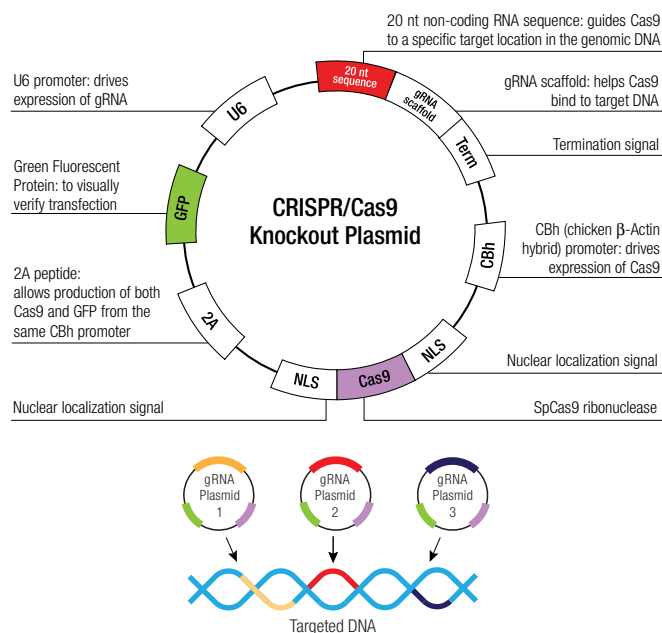 20 nt non-coding RNA sequence: guides Cas9
to a specific target location in the genomic DNA
U6 promoter: drives
expression of gRNA
20 nt
sequence
gRNA
scaffold
gRNA scaffold: helps Cas9
bind to target DNA
U6
Term
Termination signal
Green Fluorescent
Protein: to visually
verify transfection
GFP
CRISPR/Cas9
Knockout Plasmid
CBh
CBh (chicken β-Actin
hybrid) promoter: drives
expression of Cas9
2A peptide:
allows production of both
Cas9 and GFP from the
same CBh promoter
2A
NLS
Cas9
NLS
Nuclear localization signal
Nuclear localization signal
SpCas9 ribonuclease
gRNA
Plasmid
1
gRNA
Plasmid
2
gRNA
Plasmid
3
Targeted DNA